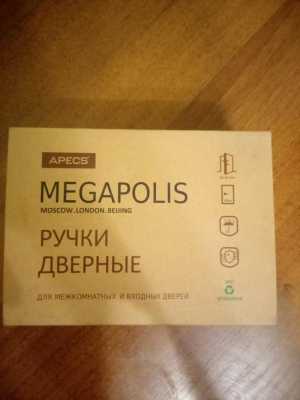 APECS
MEGAPOLIS
MOSCOW.LONDON.BEIJING
РУЧКИ
ДВЕРНЫЕ
ДЛЯ МЕЖКОМНАТНЫХ И ВХОДНЫХ ДВЕРЕЙ